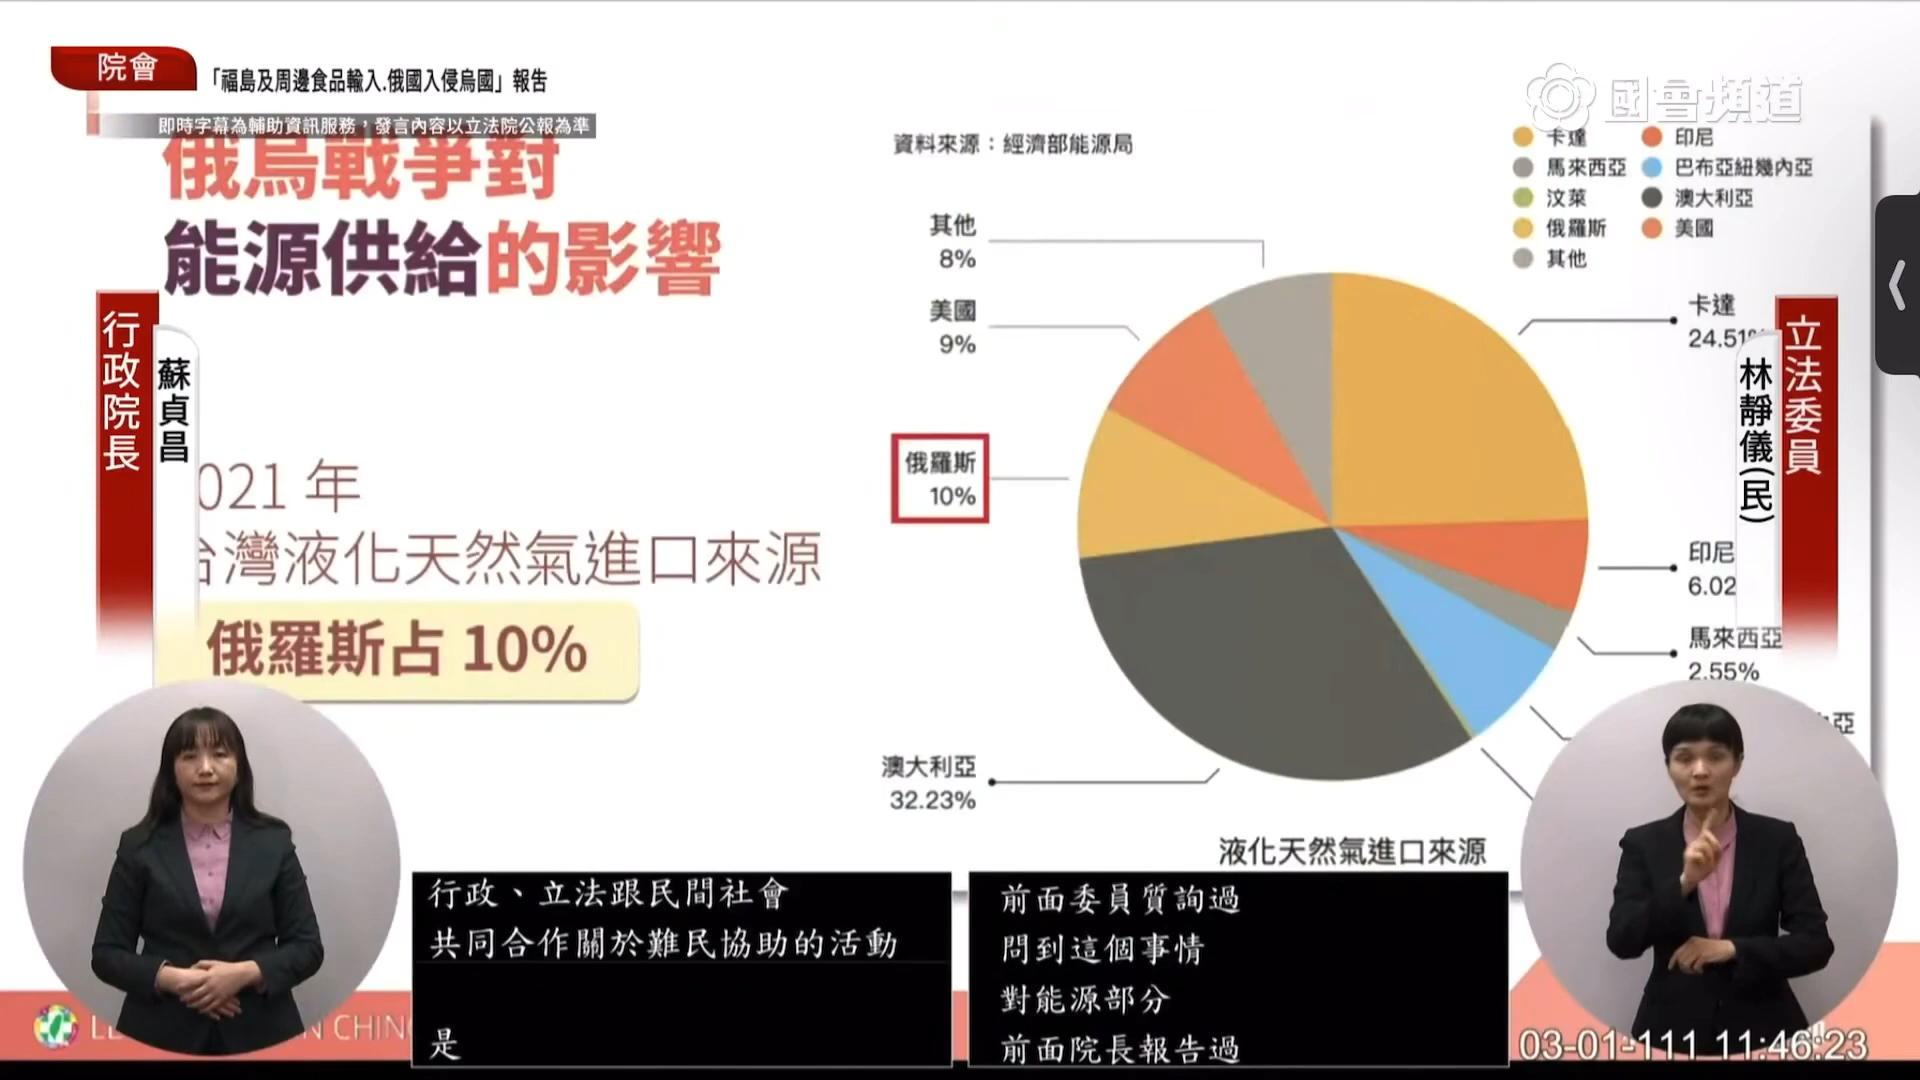 院會
「福島及周邊食品輸入.俄國入侵烏國」報告
即時字幕為輔助資訊服務，發言內容以立法院公報為準
國會頻道
俄烏戰爭對
能源供給的影響
行政院長
蘇貞昌
021 年
台灣液化天然氣進口來源
俄羅斯占 10%
資料來源：經濟部能源局
卡達
印尼
馬來西亞
巴布亞紐幾內亞
汶萊
澳大利亞
俄羅斯
美國
其他
其他
8%
美國
9%
俄羅斯
10%
澳大利亞
32.23%
卡達
24.51%
印尼
6.02
馬來西亞
2.55%
亞
液化天然氣進口來源
立法委員
林靜儀(民)
行政、立法跟民間社會
共同合作關於難民協助的活動
是
前面委員質詢過
問到這個事情
對能源部分
前面院長報告過
N CHING
03-01-111 11:46:23